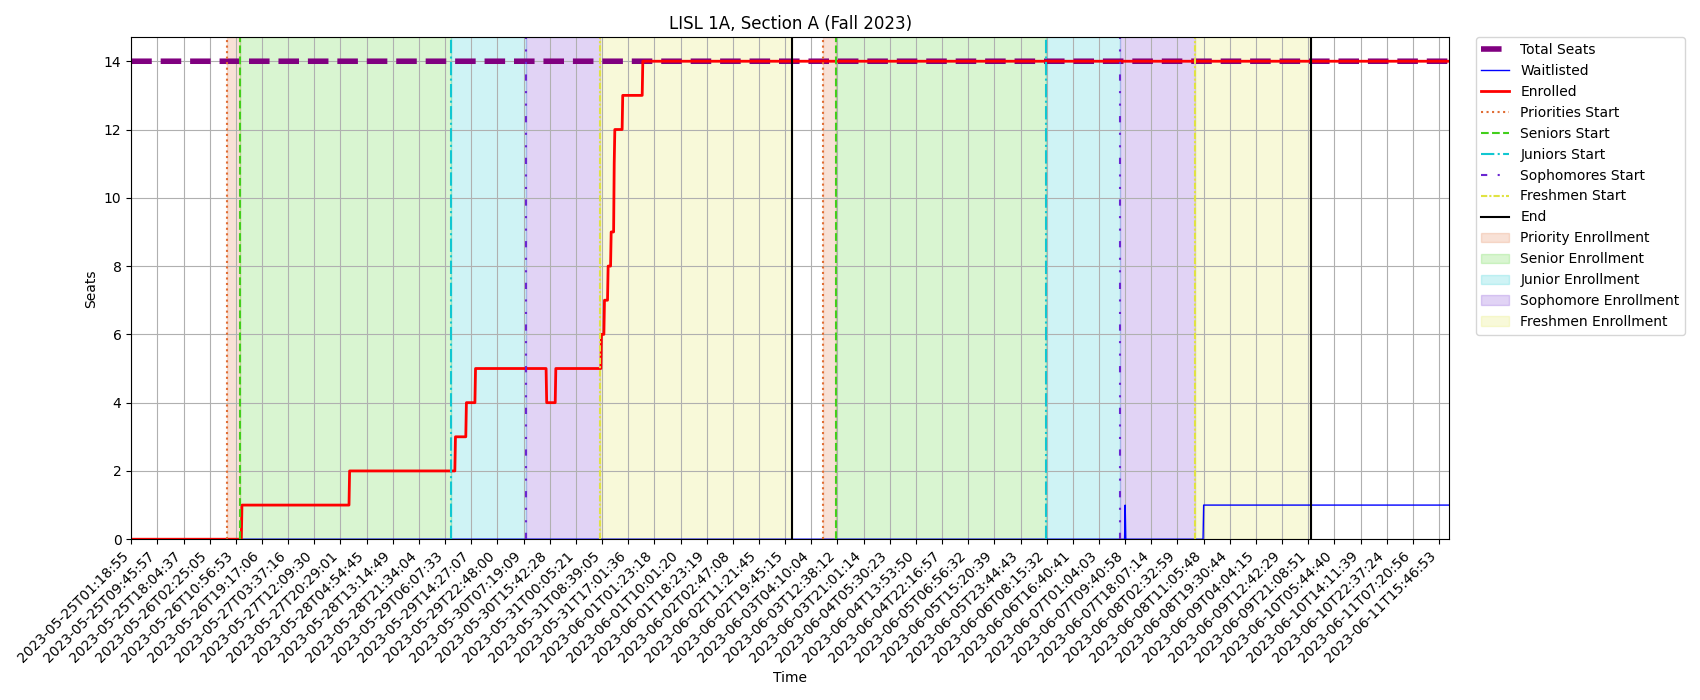 LISL 1A, Section A (Fall 2023)
14
12
10
8
6
4
2
0
Seats
2023-05-25T01:18:55
2023-05-25T09:45:57
2023-05-25T18:04:37
2023-05-26T02:25:05
2023-05-26T10:56:53
2023-05-26T19:17:06
2023-05-27T03:37:16
2023-05-27T12:09:30
2023-05-27T20:29:01
2023-05-28T04:54:45
2023-05-28T13:14:49
2023-05-28T21:34:04
2023-05-29T06:07:33
2023-05-29T14:27:07
2023-05-29T22:48:00
2023-05-30T07:19:09
2023-05-30T15:42:28
2023-05-31T00:05:21
2023-05-31T08:39:05
2023-05-31T17:01:36
2023-06-01T01:23:18
2023-06-01T10:01:20
2023-06-01T18:23:19
2023-06-02T02:47:08
2023-06-02T11:21:45
2023-06-02T19:45:15
2023-06-03T04:10:04
2023-06-03T12:38:12
2023-06-03T21:01:14
2023-06-04T05:30:23
2023-06-04T13:53:50
2023-06-04T22:16:57
2023-06-05T06:56:32
2023-06-05T15:20:39
2023-06-05T23:44:43
2023-06-06T08:15:32
2023-06-06T16:40:41
2023-06-07T01:04:03
2023-06-07T09:40:58
2023-06-07T18:07:14
2023-06-08T02:32:59
2023-06-08T11:05:48
2023-06-08T19:30:44
2023-06-09T04:04:15
2023-06-09T12:42:29
2023-06-09T21:08:51
2023-06-10T05:44:40
2023-06-10T14:11:39
2023-06-10T22:37:24
2023-06-11T07:20:56
2023-06-11T15:46:53
Time
Total Seats
Waitlisted
Enrolled
Priorities Start
Seniors Start
Juniors Start
Sophomores Start
Freshmen Start
End
Priority Enrollment
Senior Enrollment
Junior Enrollment
Sophomore Enrollment
Freshmen Enrollment